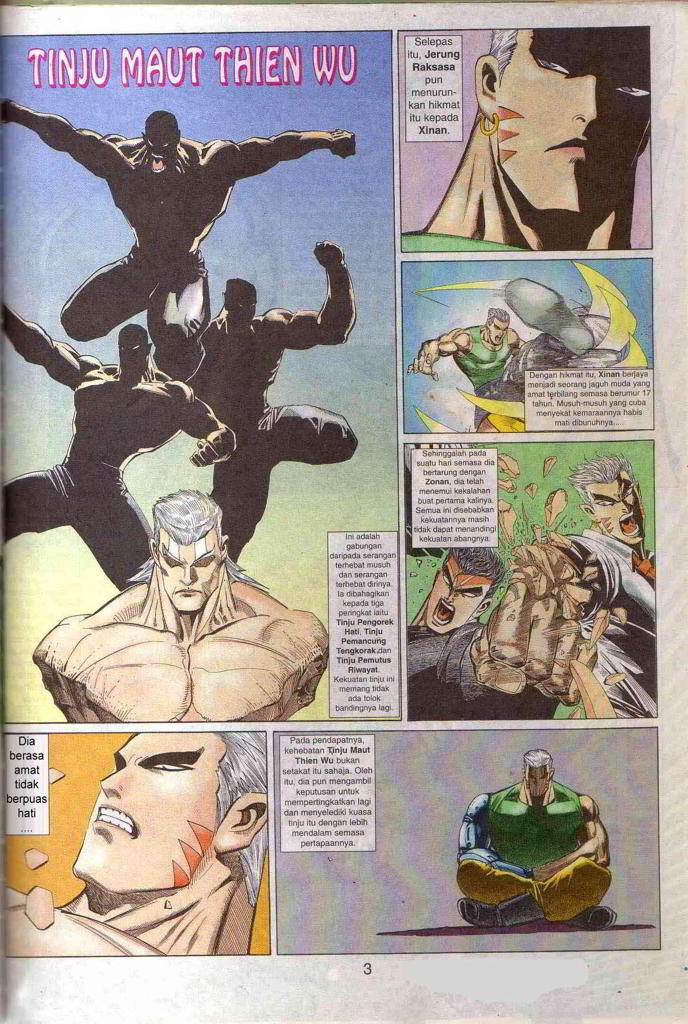 TINJU MAUT THIEN WU
Ini adalah
gabungan
daripada serangan
terhebat musuh
dan serangan
terhebat dirinya.
Ia dibahagikan
kepada tiga
peringkat iaitu
Tinju Pengorek
Hati, Tinju
Pemancung
Tengkorak,dan
Tinju Pemutus
Riwayat.
Kekuatan tinju ini
memang tidak
ada tolok
bandingnya lagi.
Selepas
itu, Jerung
Raksasa
pun
menurun-
kan hikmat
itu kepada
Xinan.
Dengan hikmat itu, Xinan berjaya
menjadi seorang jaguh muda yang
amat terbilang semasa berumur 17
tahun. Musuh-musuh yang cuba
menyekat kemaraannya habis
mati dibunuhnya.....
Sehinggalah pada
suatu hari semasa dia
bertarung dengan
Zonan, dia telah
menemui kekalahan
buat pertama kalinya.
Semua ini disebabkan
kekuatannya masih
tidak dapat menandingi
kekuatan abangnya.
Dia
berasa
amat
tidak
berpuas
hati
....
Pada pendapatnya,
kehebatan Tinju Maut
Thien Wu bukan
setakat itu sahaja. Oleh
itu, dia pun mengambil
keputusan untuk
mempertingkatkan lagi
dan menyelediki kuasa
tinju itu dengan lebih
mendalam semasa
pertapaannya.
3